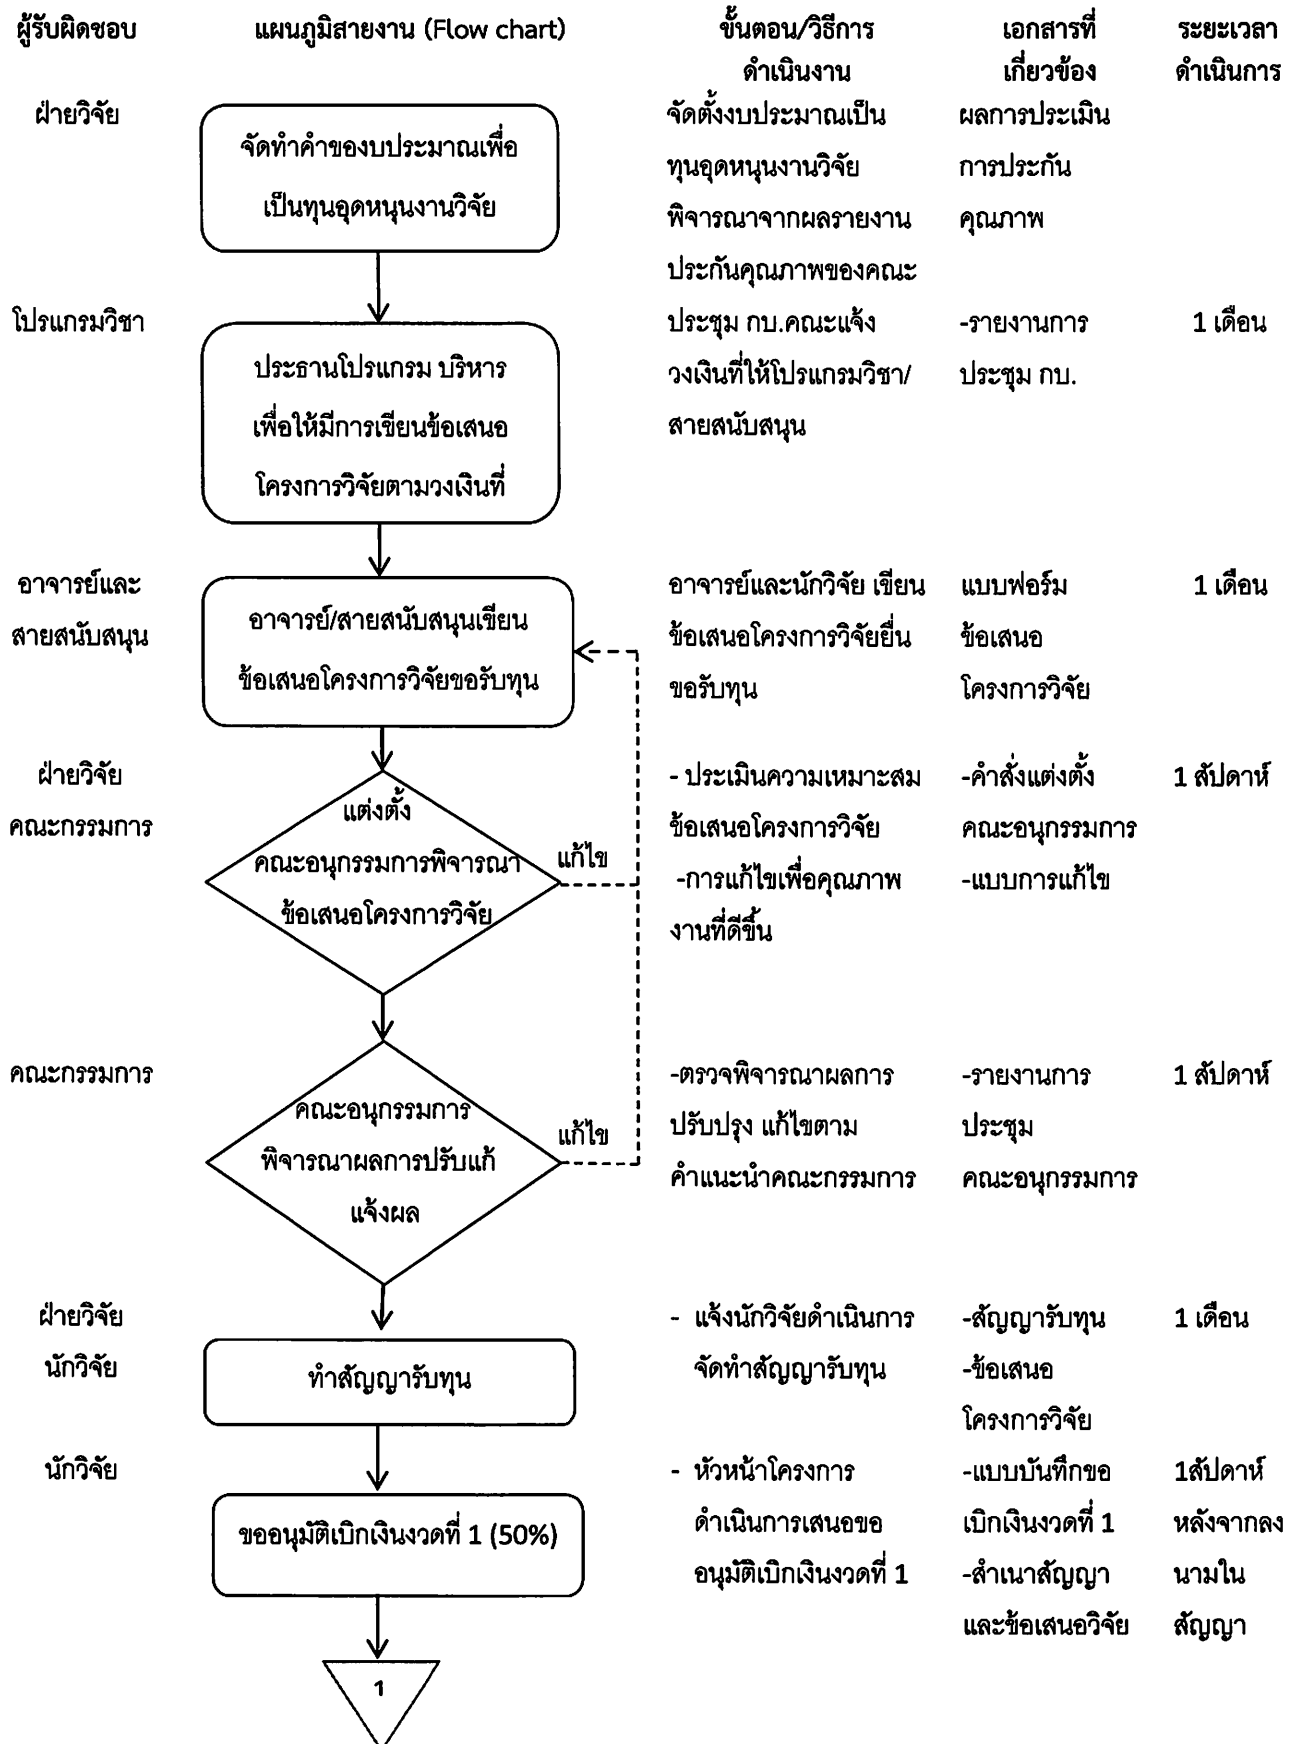 ผู้รับผิดชอบ แผนภูมิสายงาน (Flow chart) ขั้นตอน/วิธีการ เอกสารที่ ระยะเวลา
ดำเนินงาน เกี่ยวข้อง ดำเนินการ
ฝ่ายวิจัย
จัดทำคำของบประมาณเพื่อ
เป็นทุนอุดหนุนงานวิจัย
จัดตั้งงบประมาณเป็น
ทุนอุดหนุนงานวิจัย
พิจารณาจากผลรายงาน
ประกันคุณภาพของคณะ
ผลการประเมิน
การประกัน
คุณภาพ
โปรแกรมวิชา
ประธานโปรแกรม บริหาร
เพื่อให้มีการเขียนข้อเสนอ
โครงการวิจัยตามวงเงินที่
ประชุม กบ.คณะแจ้ง
วงเงินที่ให้โปรแกรมวิชา/
สายสนับสนุน
-รายงานการ
ประชุม กบ.
1 เดือน
อาจารย์และ
สายสนับสนุน
อาจารย์/สายสนับสนุนเขียน
ข้อเสนอโครงการวิจัยขอรับทุน
อาจารย์และนักวิจัย เขียน
ข้อเสนอโครงการวิจัยยื่น
ขอรับทุน
แบบฟอร์ม
ข้อเสนอ
โครงการวิจัย
1 เดือน
ฝ่ายวิจัย
คณะกรรมการ
แต่งตั้ง
คณะอนุกรรมการพิจารณา
ข้อเสนอโครงการวิจัย
แก้ไข
- ประเมินความเหมาะสม
ข้อเสนอโครงการวิจัย
-การแก้ไขเพื่อคุณภาพ
งานที่ดีขึ้น
-คำสั่งแต่งตั้ง
คณะอนุกรรมการ
-แบบการแก้ไข
1 สัปดาห์
คณะกรรมการ
คณะอนุกรรมการ
พิจารณาผลการปรับแก้
แจ้งผล
แก้ไข
-ตรวจพิจารณาผลการ
ปรับปรุง แก้ไขตาม
คำแนะนำคณะกรรมการ
-รายงานการ
ประชุม
คณะอนุกรรมการ
1 สัปดาห์
ฝ่ายวิจัย
นักวิจัย
ทำสัญญารับทุน
- แจ้งนักวิจัยดำเนินการ
จัดทำสัญญารับทุน
-สัญญารับทุน
-ข้อเสนอ
โครงการวิจัย
1 เดือน
นักวิจัย
ขออนุมัติเบิกเงินงวดที่ 1 (50%)
- หัวหน้าโครงการ
ดำเนินการเสนอขอ
อนุมัติเบิกเงินงวดที่ 1
-แบบบันทึกขอ
เบิกเงินงวดที่ 1
-สำเนาสัญญา
และข้อเสนอวิจัย
1สัปดาห์
หลังจากลง
นามใน
สัญญา
1